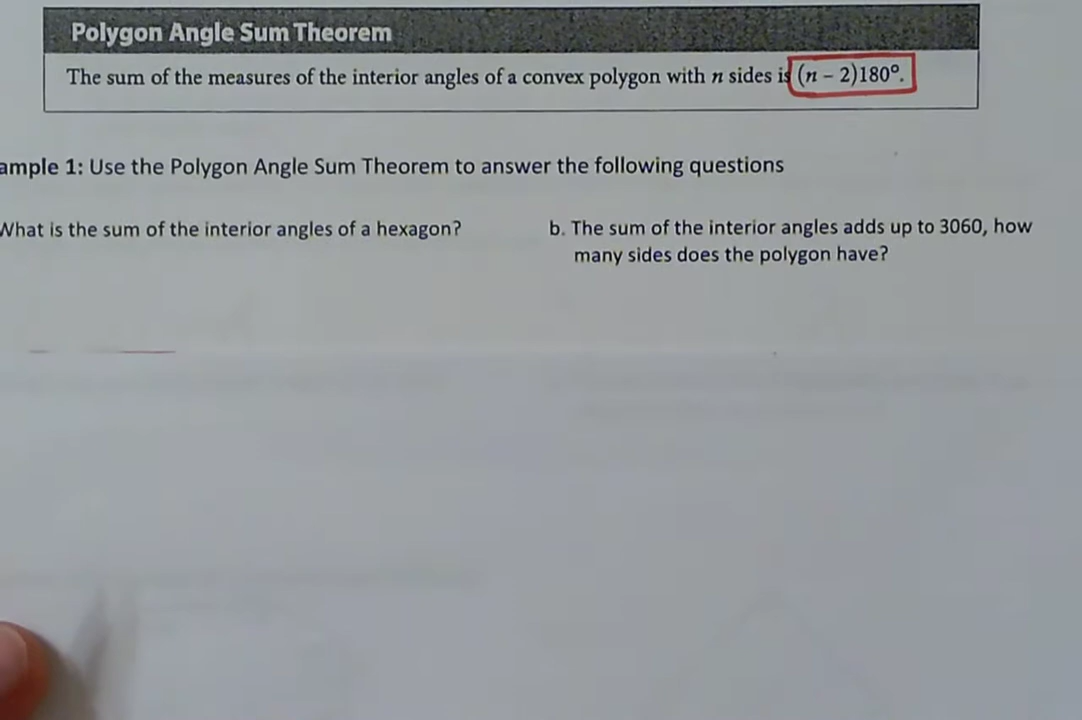 Polygon Angle Sum Theorem
The sum of the measures of the interior angles of a convex polygon with n sides is (n – 2)180°.
ample 1: Use the Polygon Angle Sum Theorem to answer the following questions
What is the sum of the interior angles of a hexagon?
b. The sum of the interior angles adds up to 3060, how
many sides does the polygon have?